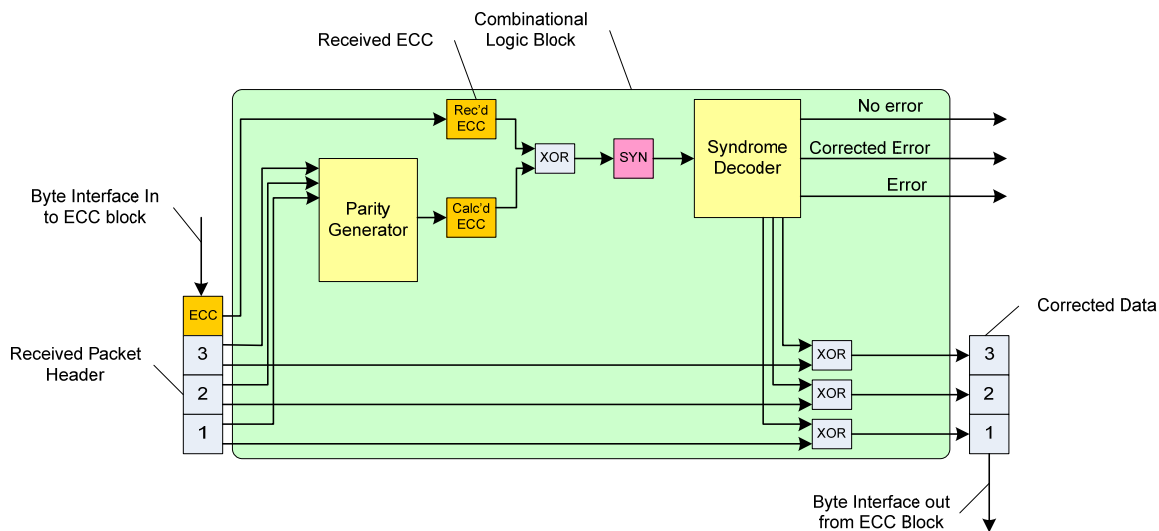 Combinational
Logic Block
Received ECC
Rec'd
ECC
No error
XOR
SYN
Syndrome
Decoder
Corrected Error
Error
Byte Interface In
to ECC block
Parity
Generator
Calc'd
ECC
ECC
Received Packet
Header
3
2
1
XOR
XOR
XOR
Corrected Data
3
2
1
Byte Interface out
from ECC Block